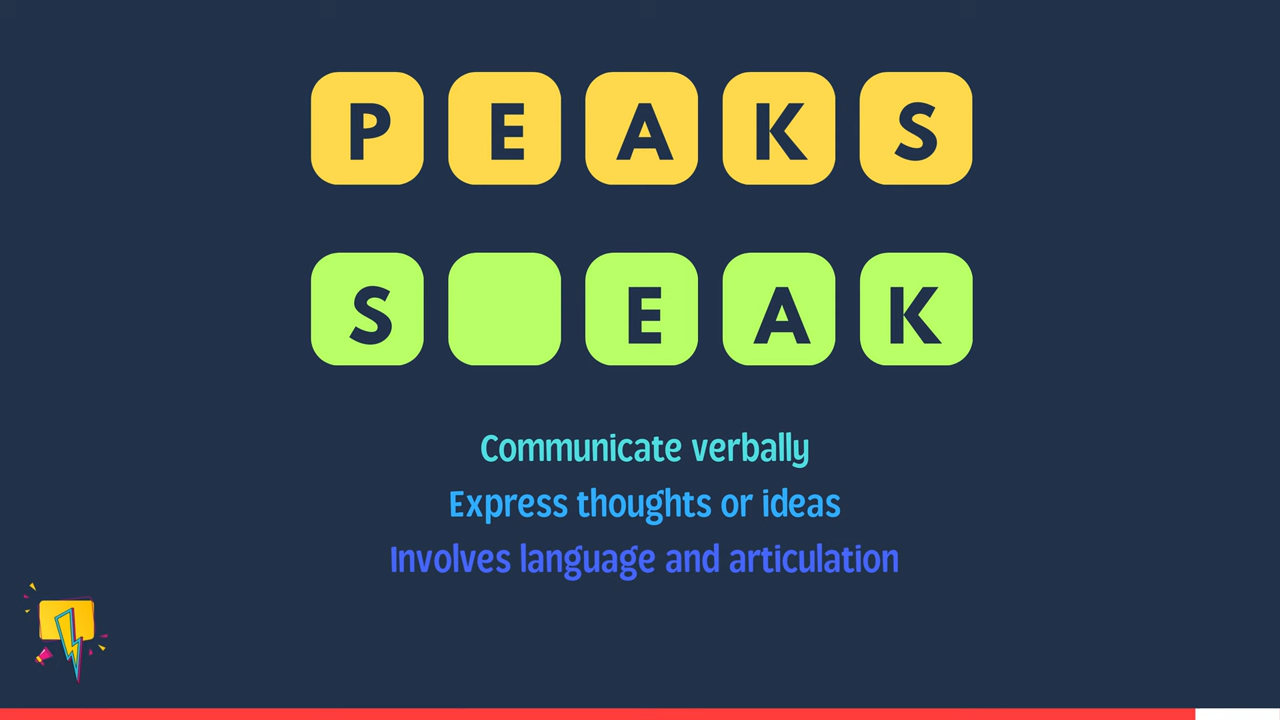 P E A K S
S E A K
Communicate verbally
Express thoughts or ideas
Involves language and articulation